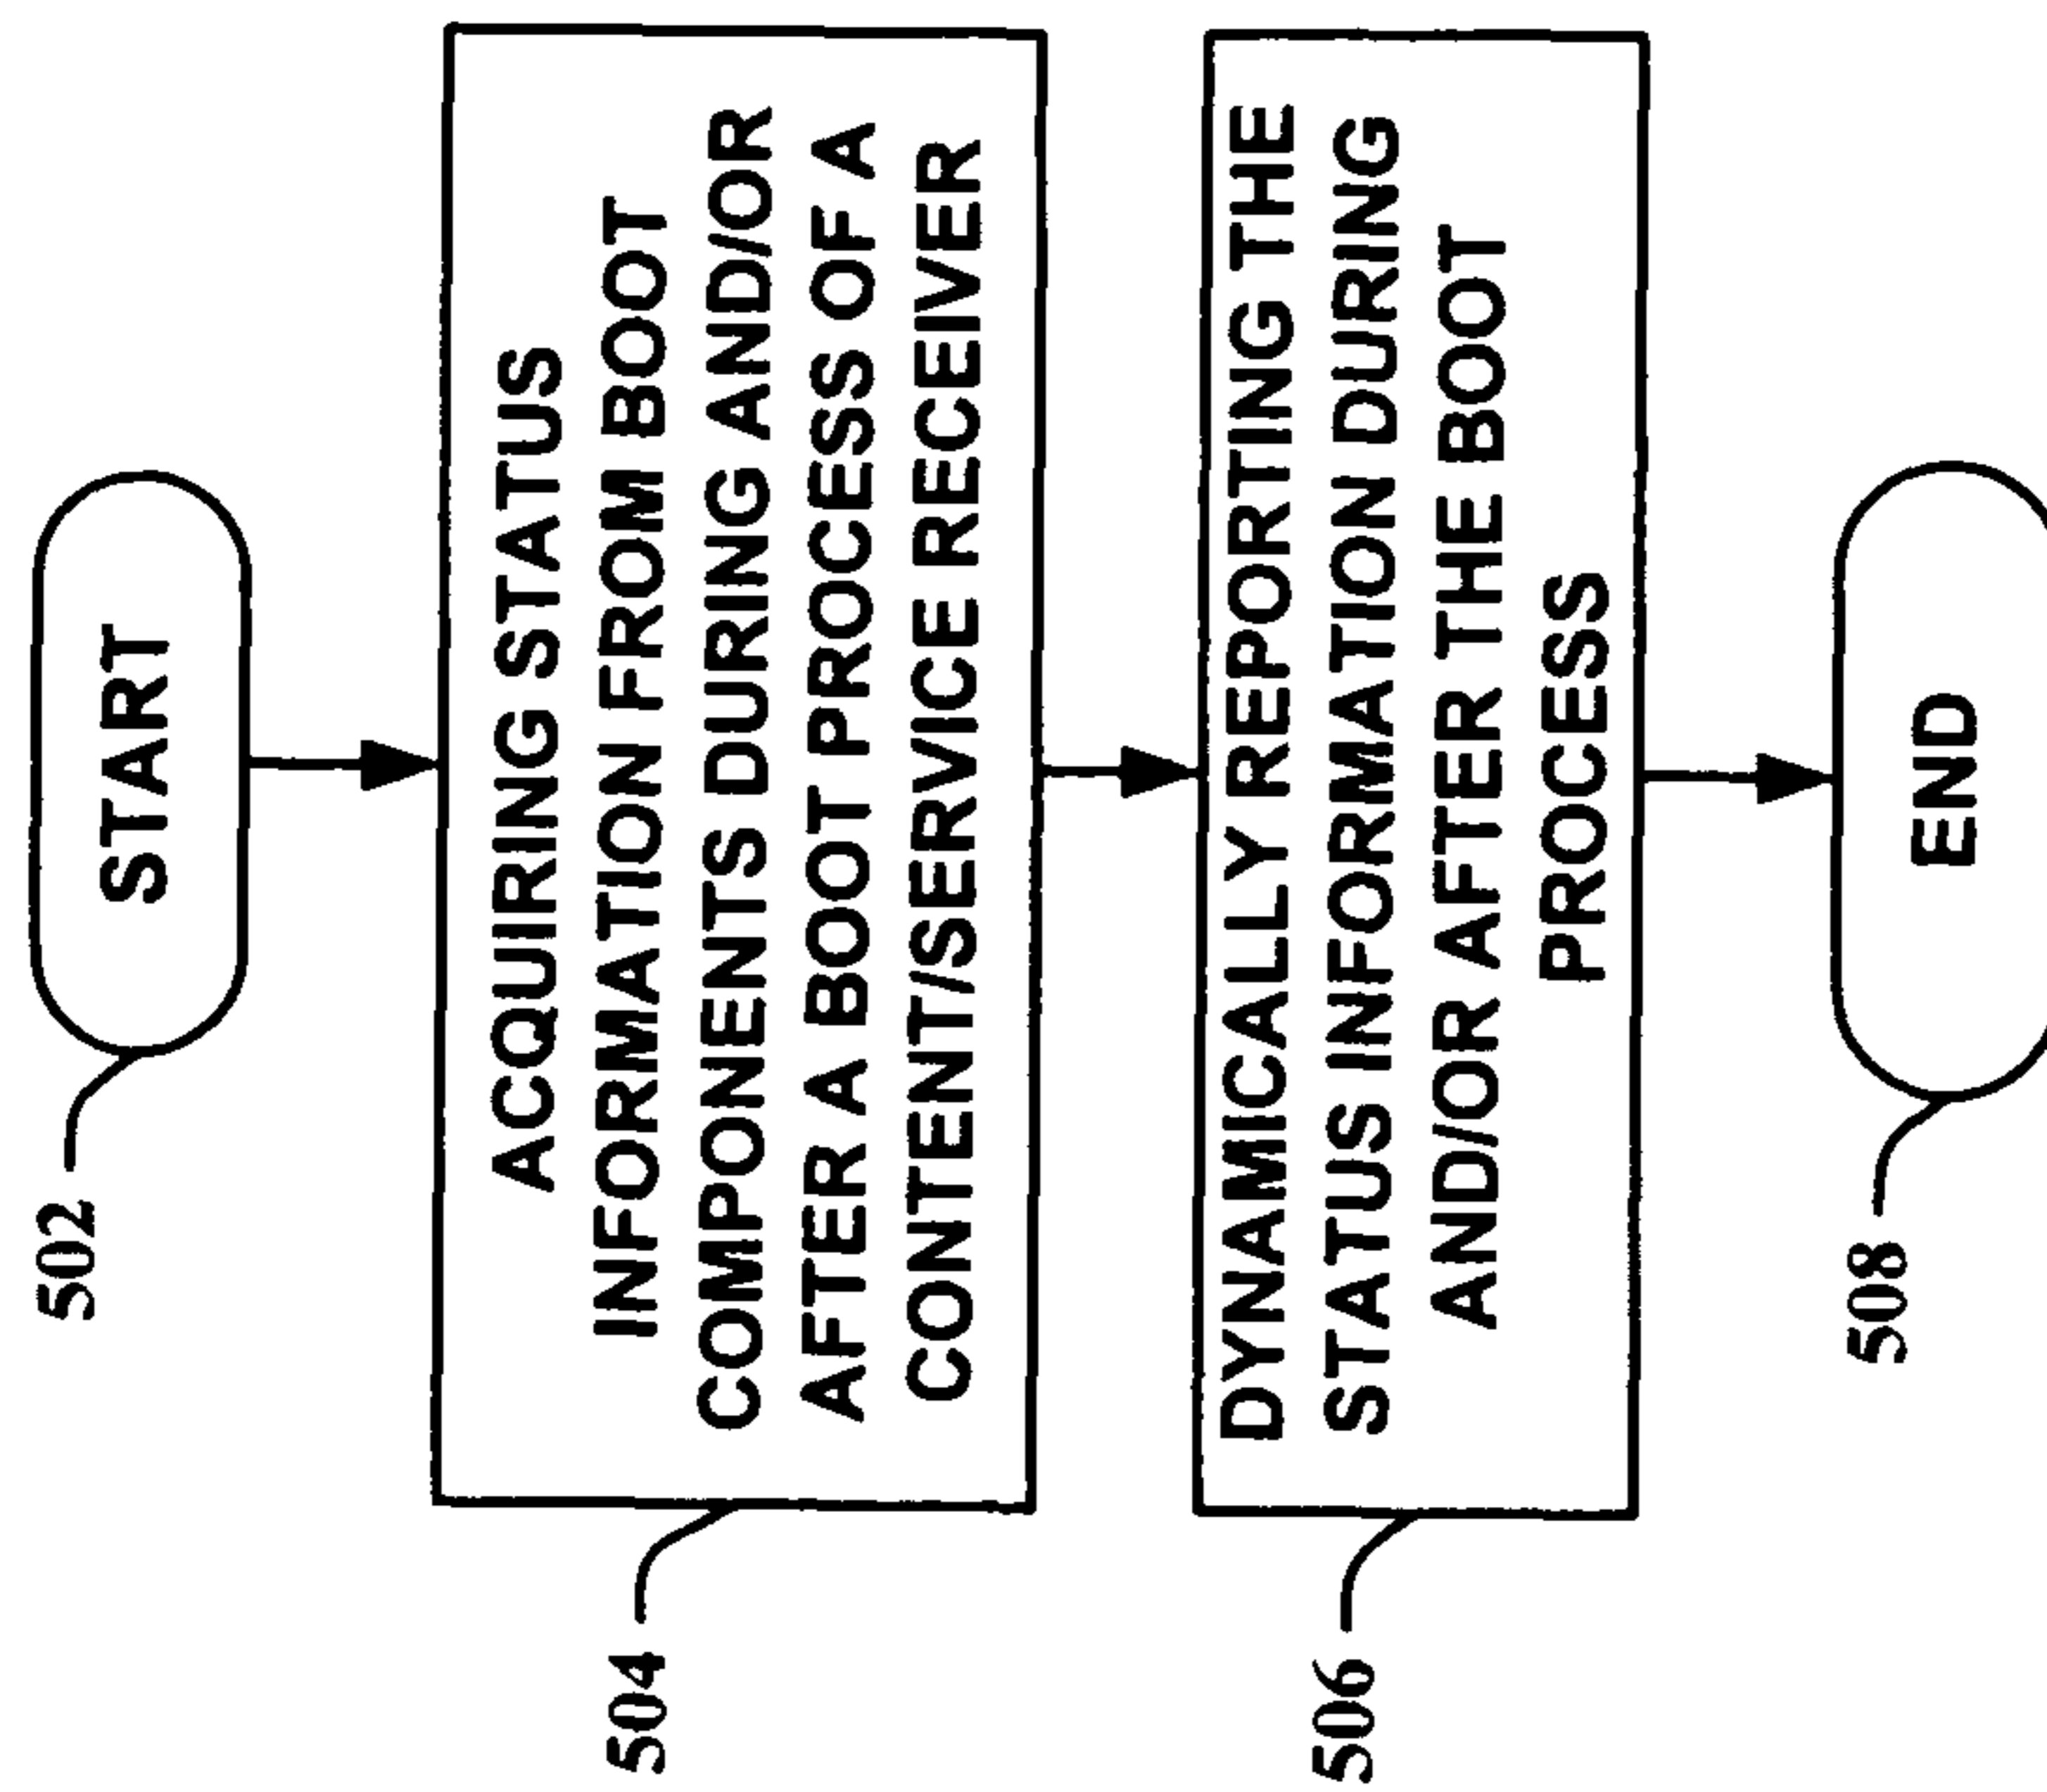 502
START
504
ACQUIRING STATUS
INFORMATION FROM BOOT
COMPONENTS DURING AND/OR
AFTER A BOOT PROCESS OF A
CONTENT/SERVICE RECEIVER
506
DYNAMICALLY REPORTING THE
STATUS INFORMATION DURING
AND/OR AFTER THE BOOT
PROCESS
508
END